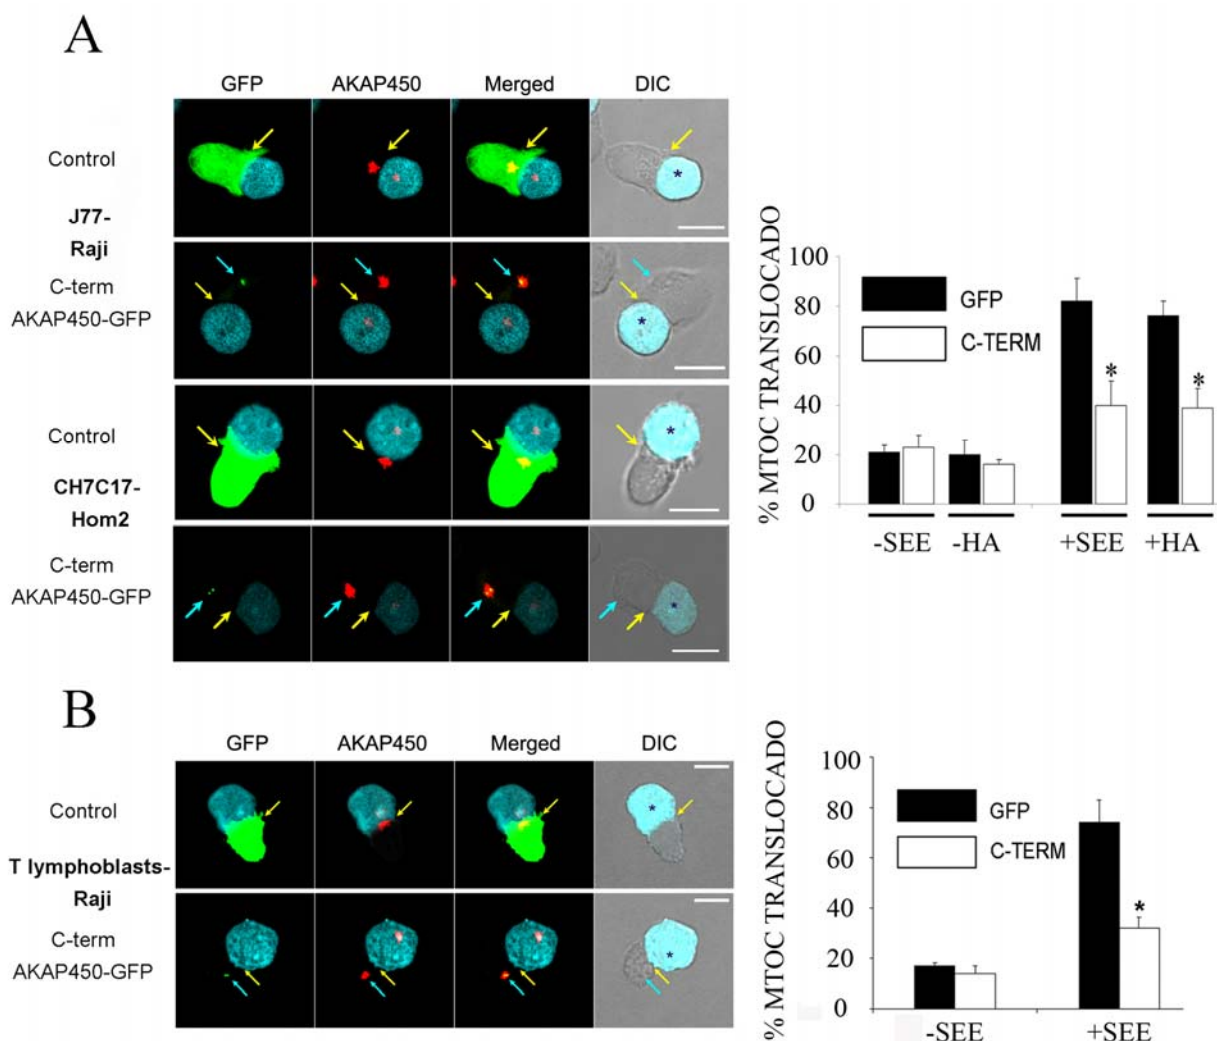 A
GFP AKAP450 Merged DIC
Control
J77-
Raji
C-term
AKAP450-GFP
Control
CH7C17-
Hom2
C-term
AKAP450-GFP
*
*
*
*
% MTOC TRANSLOCADO
100
80
60
40
20
0
GFP
C-TERM
*
*
-SEE -HA +SEE +HA
B
GFP AKAP450 Merged DIC
Control
T lymphoblasts-
Raji
C-term
AKAP450-GFP
*
*
% MTOC TRANSLOCADO
100
80
60
40
20
0
GFP
C-TERM
*
-SEE +SEE